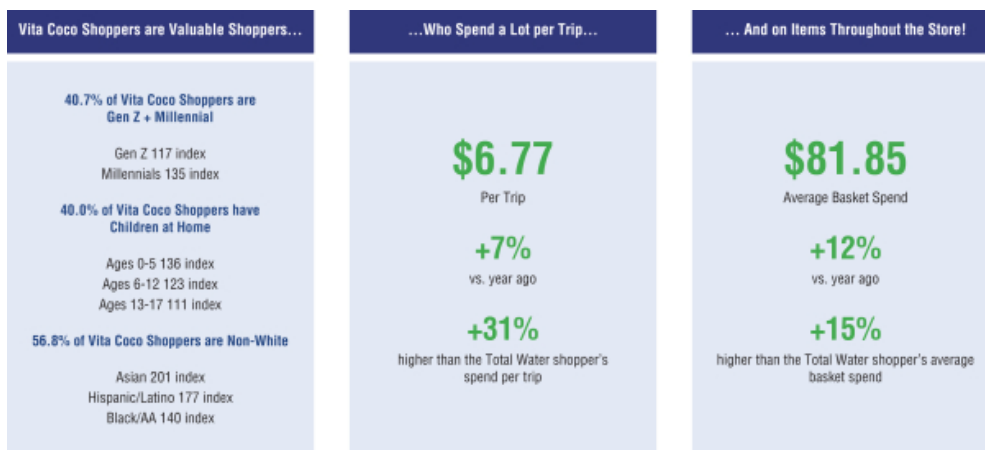 Vita Coco Shoppers are Valuable Shoppers...
40.7% of Vita Coco Shoppers are
Gen Z + Millennial
Gen Z 117 index
Millennials 135 index
40.0% of Vita Coco Shoppers have
Children at Home
Ages 0-5 136 index
Ages 6-12 123 index
Ages 13-17 111 index
56.8% of Vita Coco Shoppers are Non-White
Asian 201 index
Hispanic/Latino 177 index
Black/AA 140 index
...Who Spend a Lot per Trip...
$6.77
Per Trip
+7%
vs. year ago
+31%
higher than the Total Water shopper's
spend per trip
... And on Items Throughout the Store!
$81.85
Average Basket Spend
+12%
vs. year ago
+15%
higher than the Total Water shopper's average
basket spend